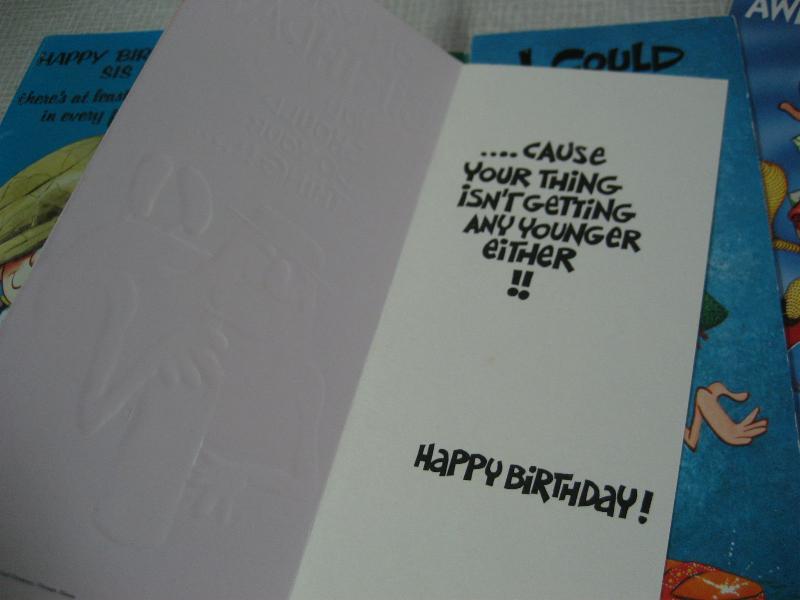 HAPPY BIR
SIS
there's at least
in every
I COULD
AW
.... CAUSE
YOUR THING
ISN'T GETTING
ANY YOUNGER
EITHER
!!
HAPPY BIRTHDAY!